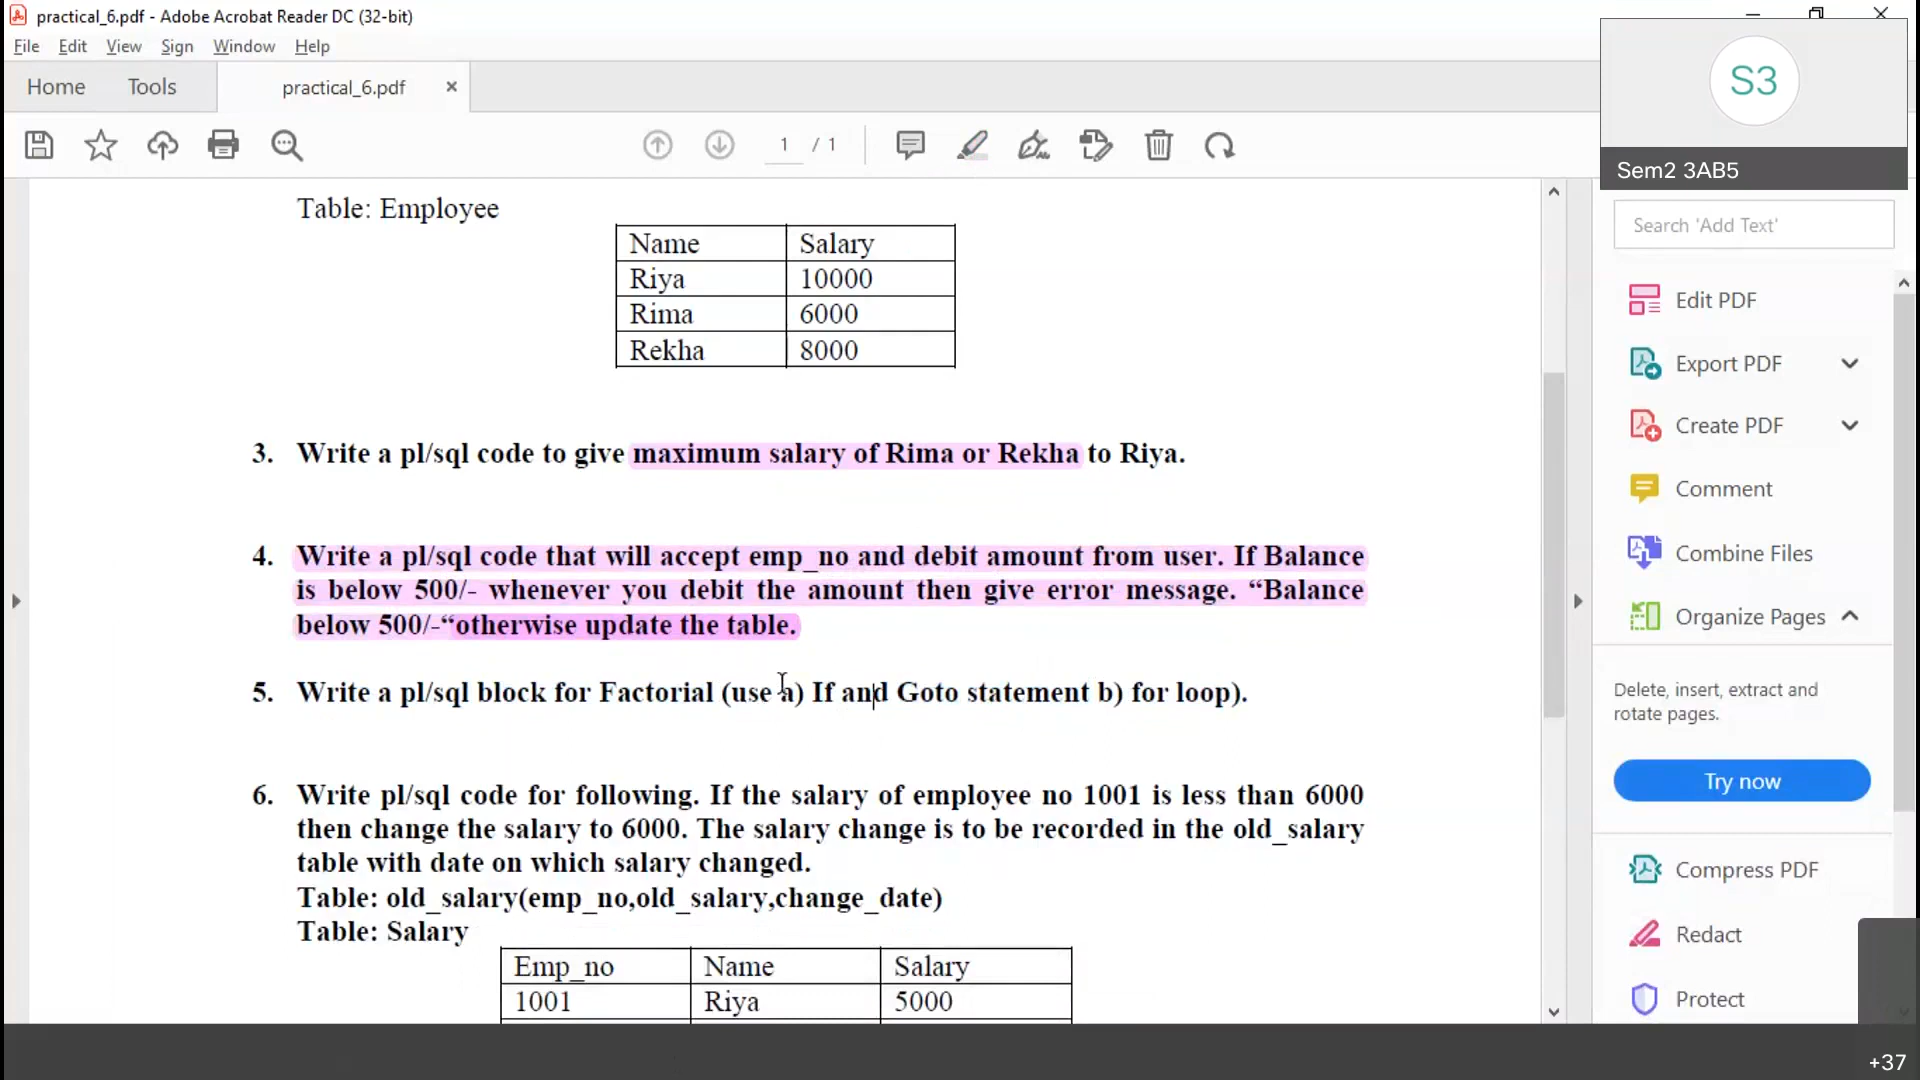 practical_6.pdf - Adobe Acrobat Reader DC (32-bit)
File Edit View Sign Window Help
Home Tools practical_6.pdf ×
1 / 1
S3
Sem2 3AB5
Table: Employee
Name Salary
Riya 10000
Rima 6000
Rekha 8000
3. Write a pl/sql code to give maximum salary of Rima or Rekha to Riya.
4. Write a pl/sql code that will accept emp_no and debit amount from user. If Balance
is below 500/- whenever you debit the amount then give error message. “Balance
below 500/-“otherwise update the table.
5. Write a pl/sql block for Factorial (use a) If and Goto statement b) for loop).
6. Write pl/sql code for following. If the salary of employee no 1001 is less than 6000
then change the salary to 6000. The salary change is to be recorded in the old_salary
table with date on which salary changed.
Table: old_salary(emp_no,old_salary,change_date)
Table: Salary
Emp_no Name Salary
1001 Riya 5000
Search 'Add Text'
Edit PDF
Export PDF
Create PDF
Comment
Combine Files
Organize Pages
Delete, insert, extract and
rotate pages.
Try now
Compress PDF
Redact
Protect
+37